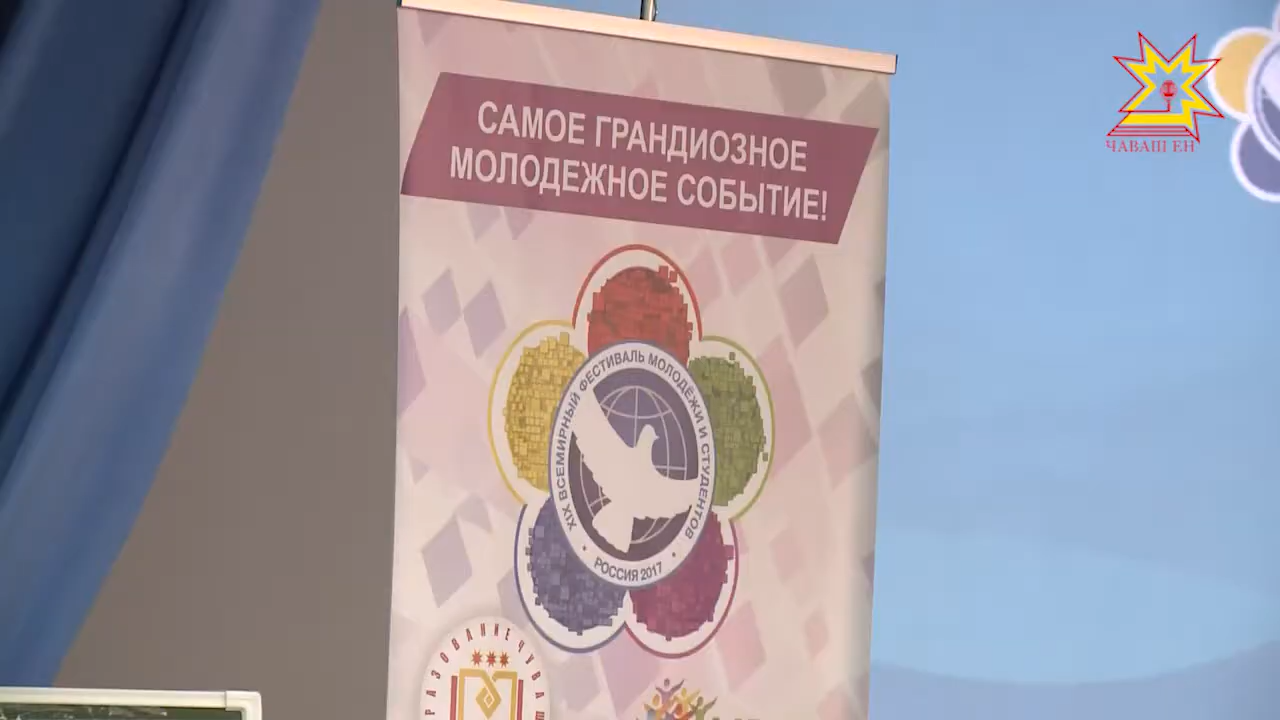 САМОЕ ГРАНДИОЗНОЕ
МОЛОДЕЖНОЕ СОБЫТИЕ!
ЧАВАШ ЕН
XIX ВСЕМИРНЫЙ ФЕСТИВАЛЬ МОЛОДЁЖИ И СТУДЕНТОВ
• РОССИЯ 2017 •